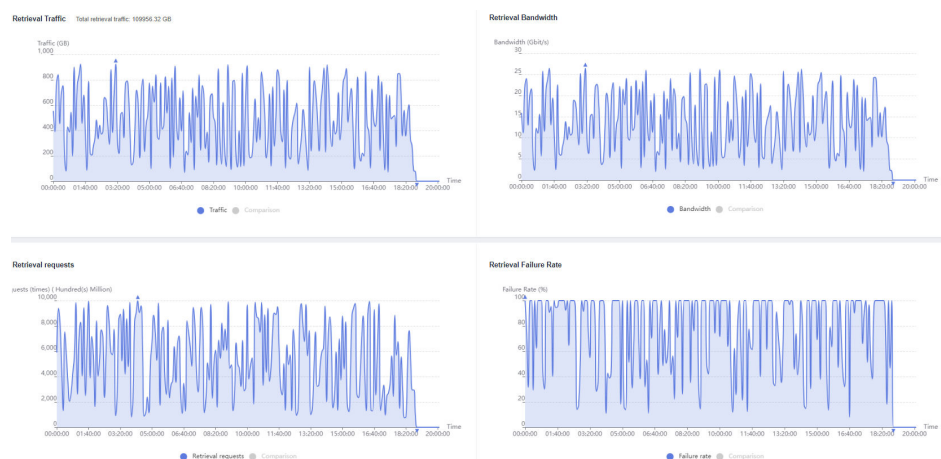 Retrieval Traffic Total retrieval traffic: 109956.32 GB
Traffic (GB)
1,000
800
600
400
200
0
00:00:00 01:40:00 03:20:00 05:00:00 06:40:00 08:20:00 10:00:00 11:40:00 13:20:00 15:00:00 16:40:00 18:20:00 20:00:00 Time
Traffic Comparison
Retrieval Bandwidth
Bandwidth (Gbit/s)
30
25
20
15
10
5
0
00:00:00 01:40:00 03:20:00 05:00:00 06:40:00 08:20:00 10:00:00 11:40:00 13:20:00 15:00:00 16:40:00 18:20:00 20:00:00 Time
Bandwidth Comparison
Retrieval requests
uests (times) ( Hundred(s) Million)
10,000
8,000
6,000
4,000
2,000
0
00:00:00 01:40:00 03:20:00 05:00:00 06:40:00 08:20:00 10:00:00 11:40:00 13:20:00 15:00:00 16:40:00 18:20:00 20:00:00 Time
Retrieval requests Comparison
Retrieval Failure Rate
Failure Rate (%)
100
80
60
40
20
0
00:00:00 01:40:00 03:20:00 05:00:00 06:40:00 08:20:00 10:00:00 11:40:00 13:20:00 15:00:00 16:40:00 18:20:00 20:00:00 Time
Failure rate Comparison